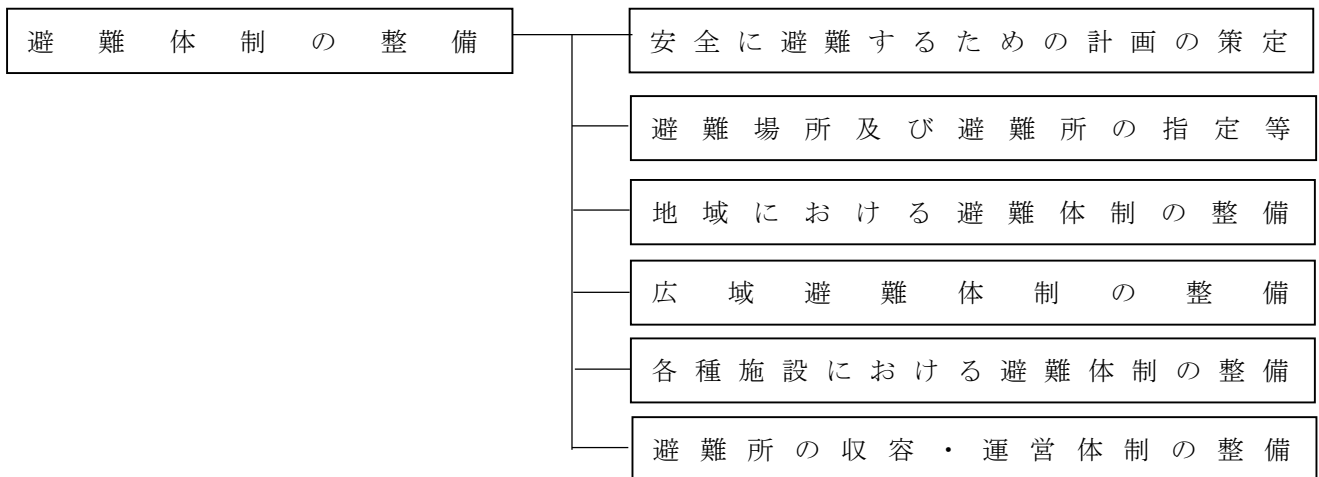 避難体制の整備
安全に避難するための計画の策定
避難場所及び避難所の指定等
地域における避難体制の整備
広域避難体制の整備
各種施設における避難体制の整備
避難所の収容・運営体制の整備